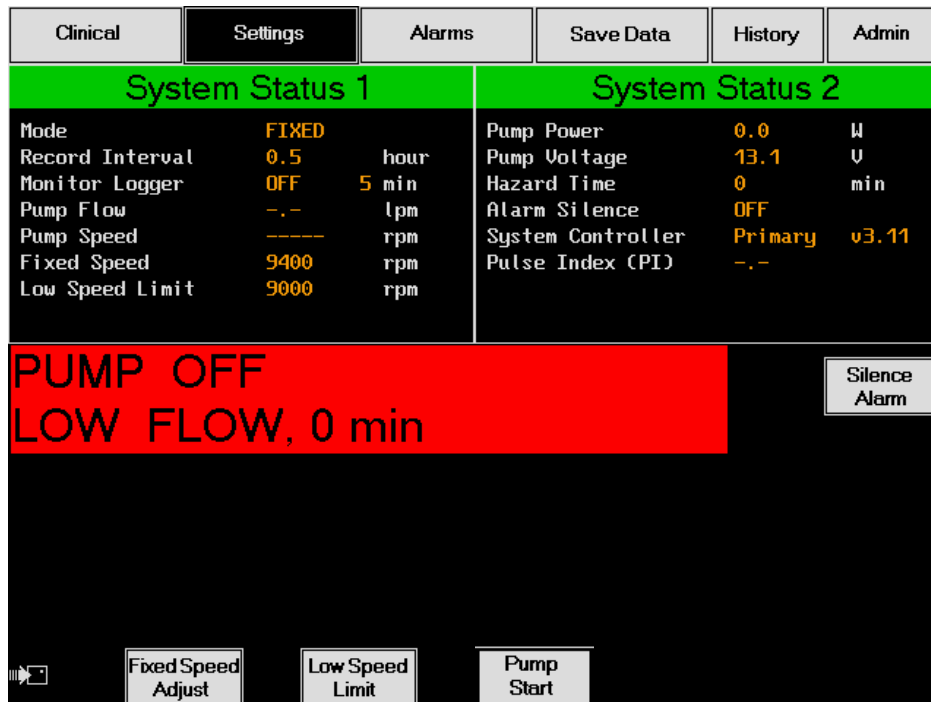 Clinical Settings Alarms Save Data History Admin
System Status 1
Mode FIXED
Record Interval 0.5 hour
Monitor Logger OFF 5 min
Pump Flow -.- lpm
Pump Speed ----- rpm
Fixed Speed 9400 rpm
Low Speed Limit 9000 rpm
System Status 2
Pump Power 0.0 W
Pump Voltage 13.1 V
Hazard Time 0 min
Alarm Silence OFF
System Controller Primary v3.11
Pulse Index (PI) -.-
PUMP OFF
LOW FLOW, 0 min
Silence
Alarm
Fixed Speed
Adjust
Low Speed
Limit
Pump
Start